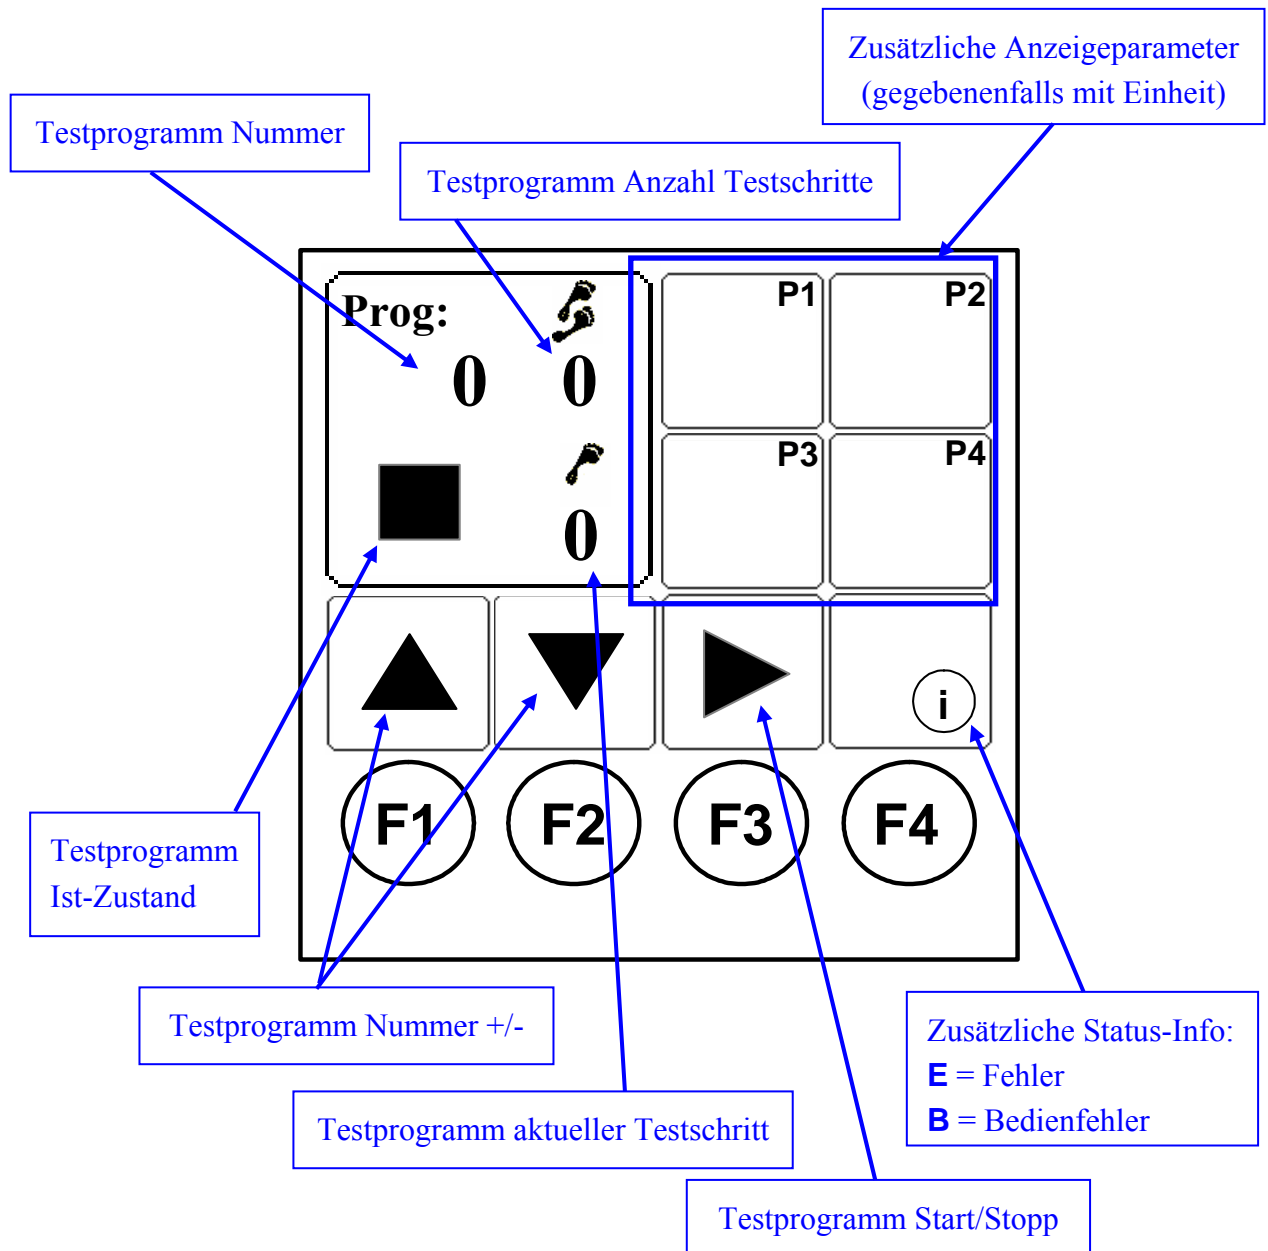 Zusätzliche Anzeigeparameter
(gegebenenfalls mit Einheit)
Testprogramm Nummer
Testprogramm Anzahl Testschritte
Prog:
P1
P2
0
0
P3
P4
0
i
F1
F2
F3
F4
Testprogramm
Ist-Zustand
Testprogramm Nummer +/-
Zusätzliche Status-Info:
E = Fehler
B = Bedienfehler
Testprogramm aktueller Testschritt
Testprogramm Start/Stopp